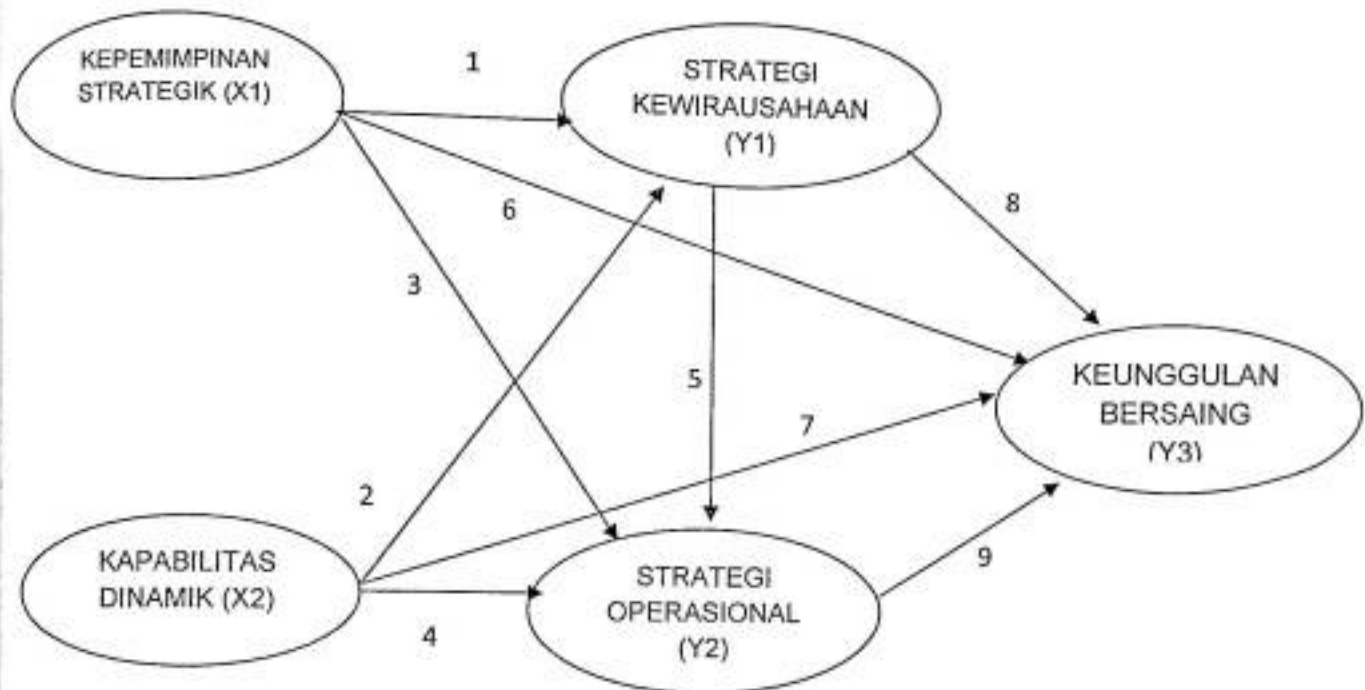 KEPEMIMPINAN
STRATEGIK (X1)
1
STRATEGI
KEWIRAUSAHAAN
(Y1)
6
8
3
5
KEUNGGULAN
BERSAING
(Y3)
7
2
KAPABILITAS
DINAMIK (X2)
4
STRATEGI
OPERASIONAL
(Y2)
9